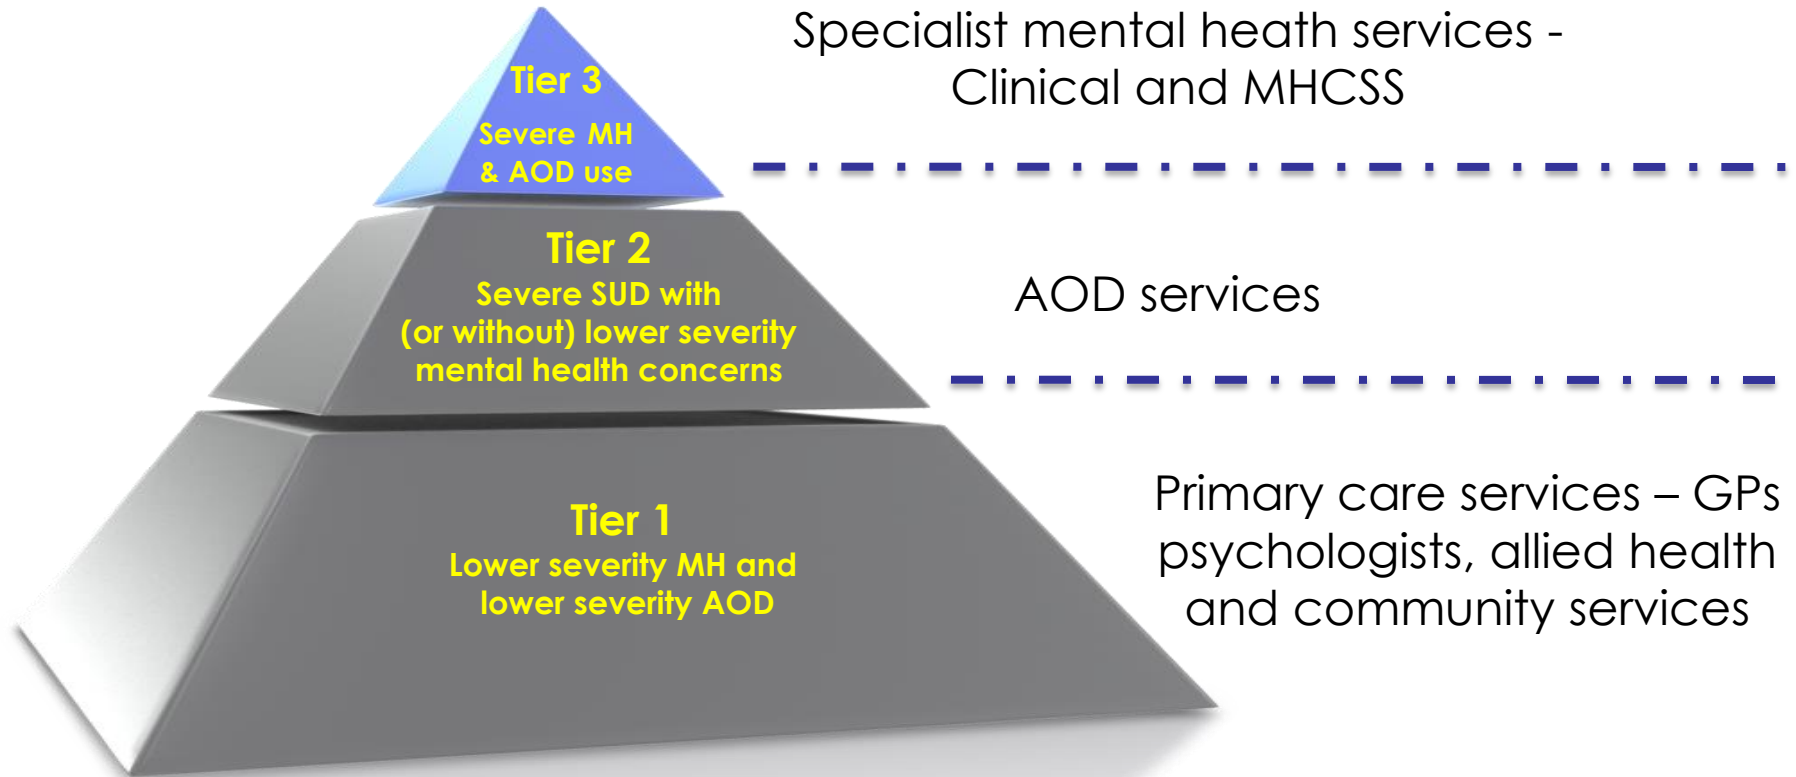 Specialist mental heath services -
Clinical and MHCSS
Tier 3
Severe MH
& AOD use
Tier 2
Severe SUD with
(or without) lower severity
mental health concerns
AOD services
Tier 1
Lower severity MH and
lower severity AOD
Primary care services – GPs
psychologists, allied health
and community services